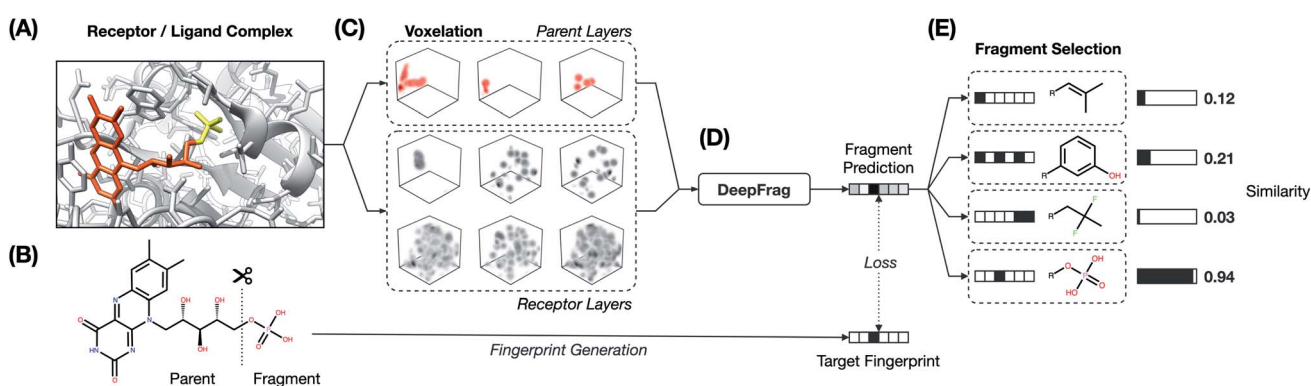 (A)
Receptor / Ligand Complex
(B)
N
N
N
HN
O
O
OH
OH
OH
O
P
O
OH
OH
Parent
Fragment
(C)
Voxelation
Parent Layers
Receptor Layers
Fingerprint Generation
(D)
DeepFrag
Fragment
Prediction
Loss
Target Fingerprint
(E)
Fragment Selection
R
0.12
R
OH
0.21
R
F
F
0.03
R
O
P
OH
O
HO
0.94
Similarity